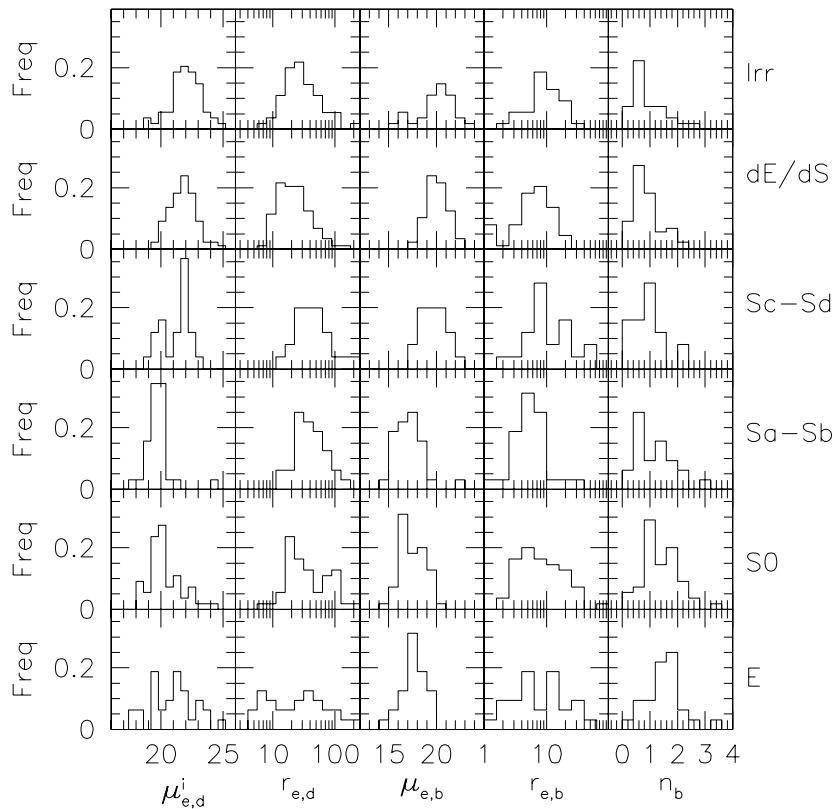 Freq 0.2 0 Irr
Freq 0.2 0 dE/dS
Freq 0.2 0 Sc-Sd
Freq 0.2 0 Sa-Sb
Freq 0.2 0 S0
Freq 0.2 0 E
20 25 10 100 15 20 1 10 0 1 2 3 4
μ^i_e,d r_e,d μ_e,b r_e,b n_b